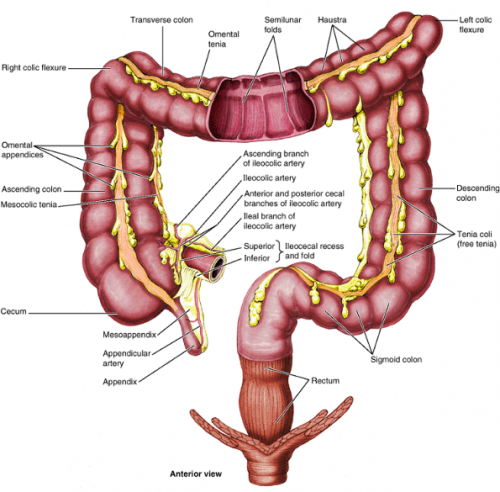 Transverse colon
Omental
tenia
Semilunar
folds
Haustra
Left colic
flexure
Right colic flexure
Omental
appendices
Ascending colon
Mesocolic tenia
Ascending branch
of ileocolic artery
Ileocolic artery
Anterior and posterior cecal
branches of ileocolic artery
Ileal branch of
ileocolic artery
Superior
Inferior
Ileocecal recess
and fold
Descending
colon
Tenia coli
(free tenia)
Cecum
Mesoappendix
Appendicular
artery
Appendix
Sigmoid colon
Rectum
Anterior view